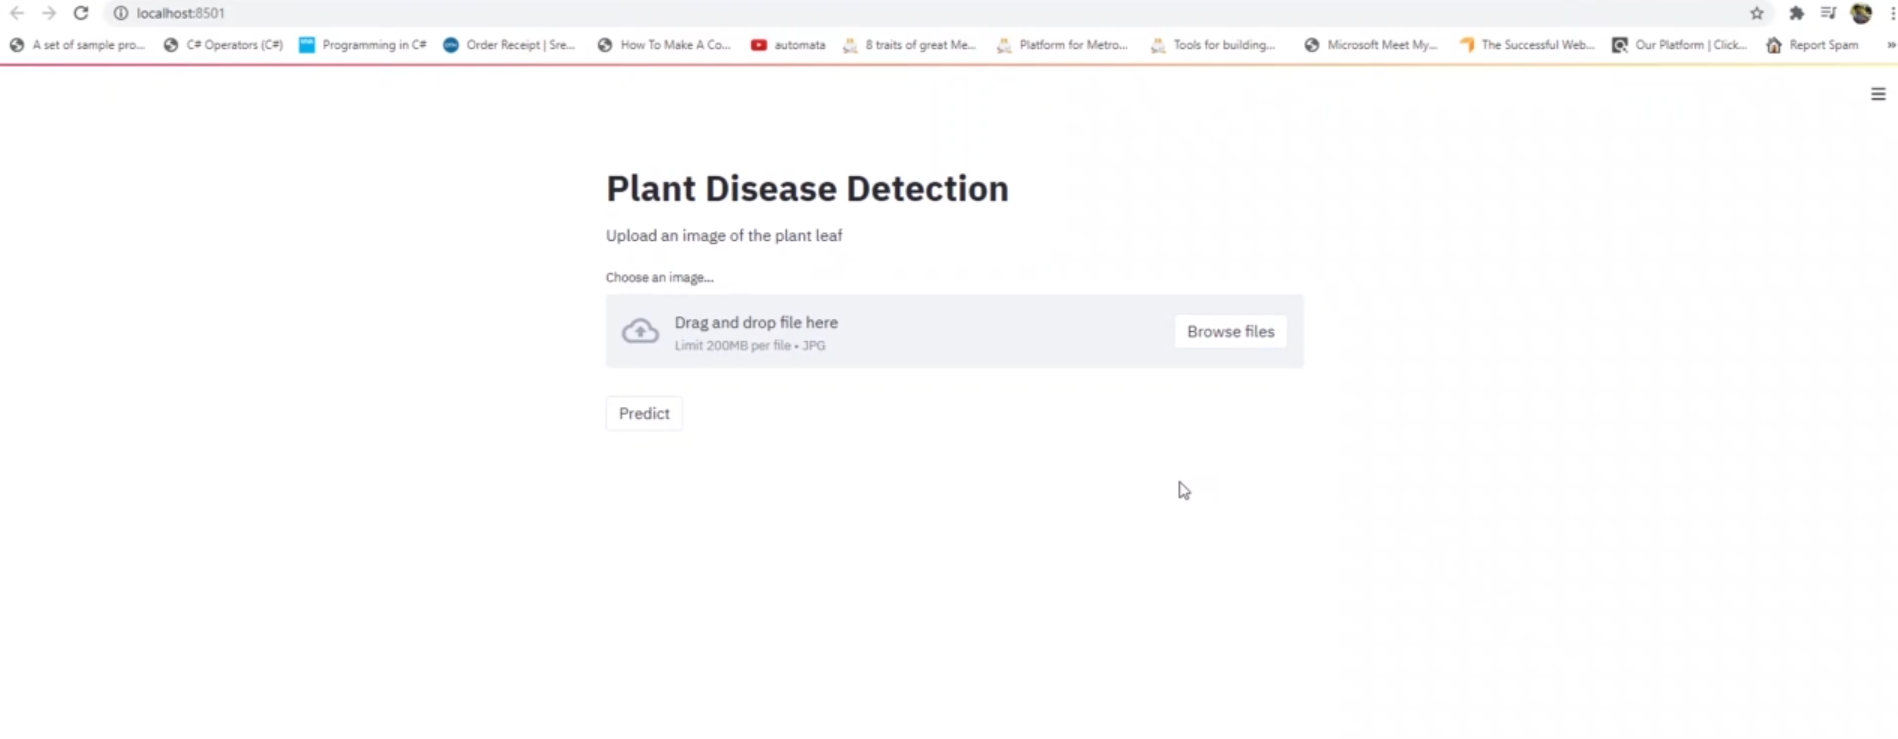 localhost:8501
A set of sample pro... C# Operators (C#) Programming in C# Order Receipt | Sre... How To Make A Co... automata 8 traits of great Me... Platform for Metro... Tools for building... Microsoft Meet My... The Successful Web... Our Platform | Click... Report Spam »
Plant Disease Detection
Upload an image of the plant leaf
Choose an image...
Drag and drop file here
Limit 200MB per file • JPG
Browse files
Predict